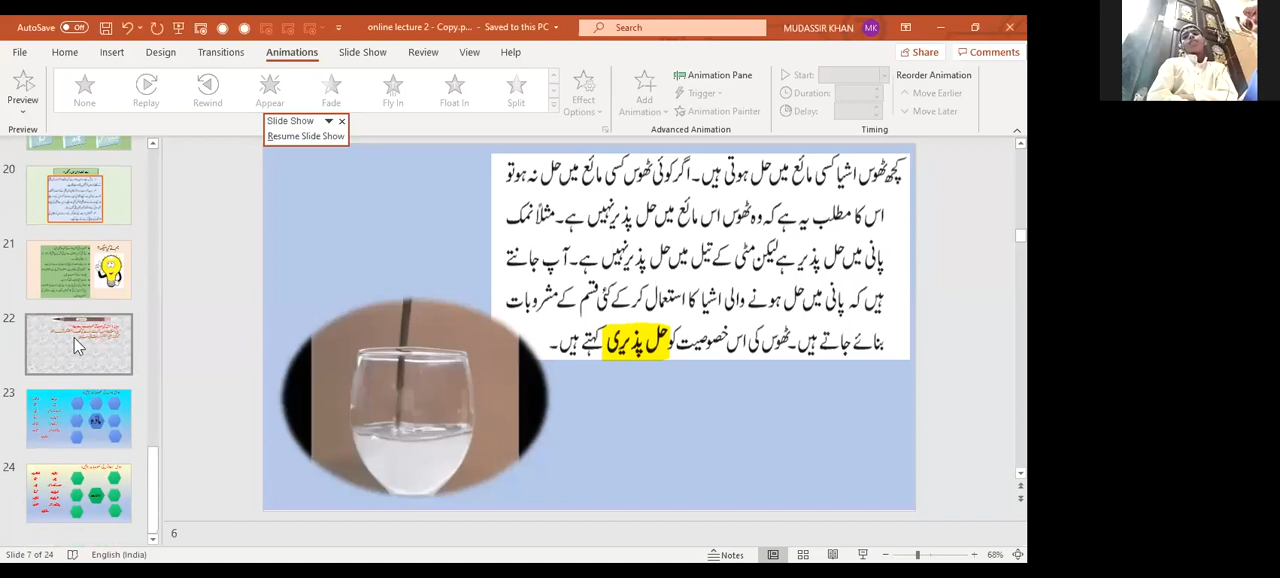 AutoSave
Off
online lecture 2 - Copy.p... - Saved to this PC
Search
MUDASSIR KHAN
MK
File Home Insert Design Transitions Animations Slide Show Review View Help
Share Comments
Preview
None Replay Rewind Appear Fade Fly In Float In Split
Effect Options
Add Animation
Animation Pane
Trigger
Animation Painter
Start:
Duration:
Delay:
Reorder Animation
Move Earlier
Move Later
Preview
Advanced Animation
Timing
Slide Show
Resume Slide Show
20
21
22
23
24
کچھ ٹھوس اشیا کسی مائع میں حل ہوتی ہیں۔ اگر کوئی ٹھوس کسی مائع میں حل نہ ہو تو
اس کا مطلب یہ ہے کہ وہ ٹھوس اس مائع میں حل پذیر نہیں ہے۔ مثلاً نمک
پانی میں حل پذیر ہے لیکن مٹی کے تیل میں حل پذیر نہیں ہے۔ آپ جانتے
ہیں کہ پانی میں حل ہونے والی اشیا کا استعمال کر کے کئی قسم کے مشروبات
بنائے جاتے ہیں۔ ٹھوس کی اس خصوصیت کو حل پذیری کہتے ہیں۔
6
Slide 7 of 24
English (India)
Notes
68%